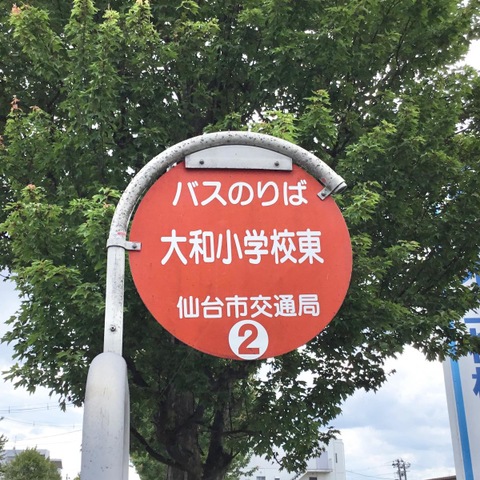 バスのりば
大和小学校東
仙台市交通局
2